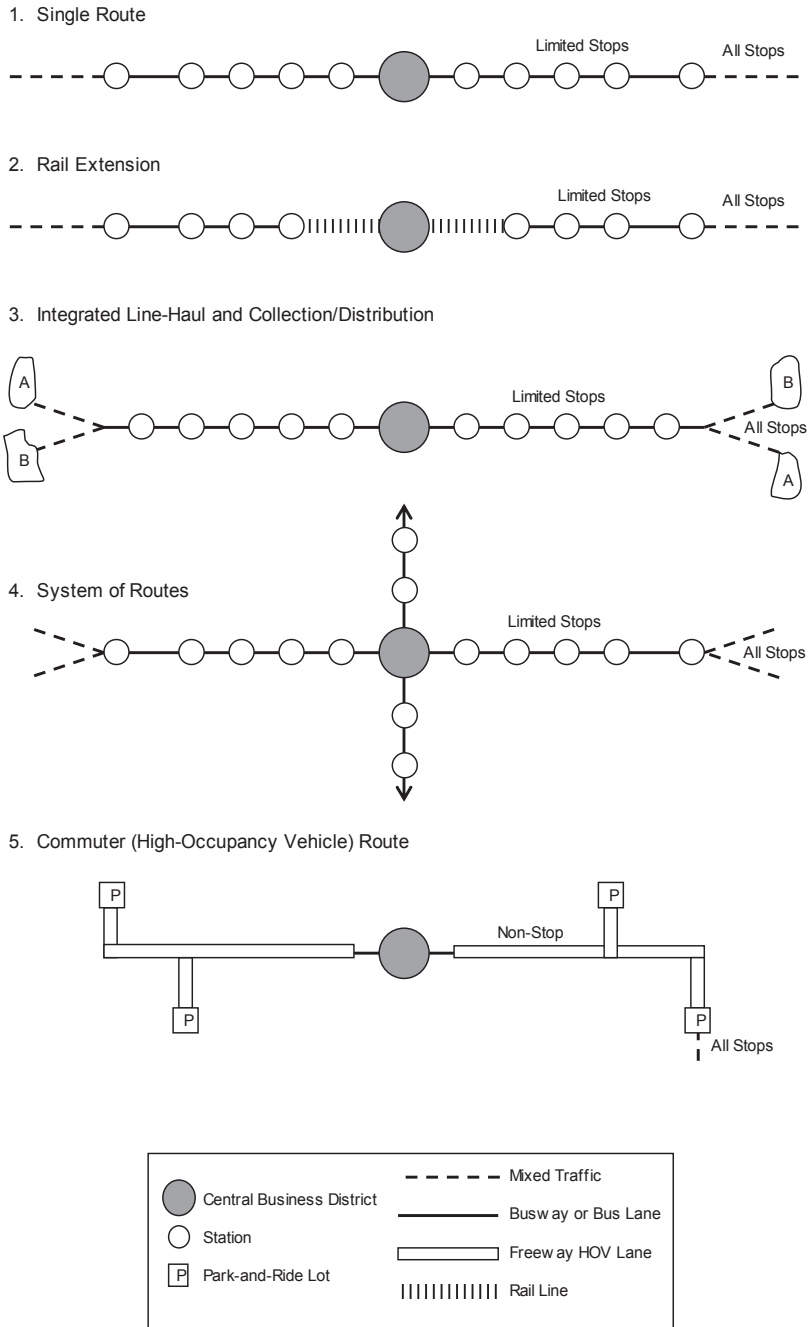 1. Single Route
Limited Stops
All Stops
2. Rail Extension
Limited Stops
All Stops
3. Integrated Line-Haul and Collection/Distribution
A
B
Limited Stops
All Stops
B
A
4. System of Routes
Limited Stops
All Stops
5. Commuter (High-Occupancy Vehicle) Route
P
P
Non-Stop
P
P
All Stops
Central Business District
Station
P Park-and-Ride Lot
Mixed Traffic
Busway or Bus Lane
Freeway HOV Lane
Rail Line